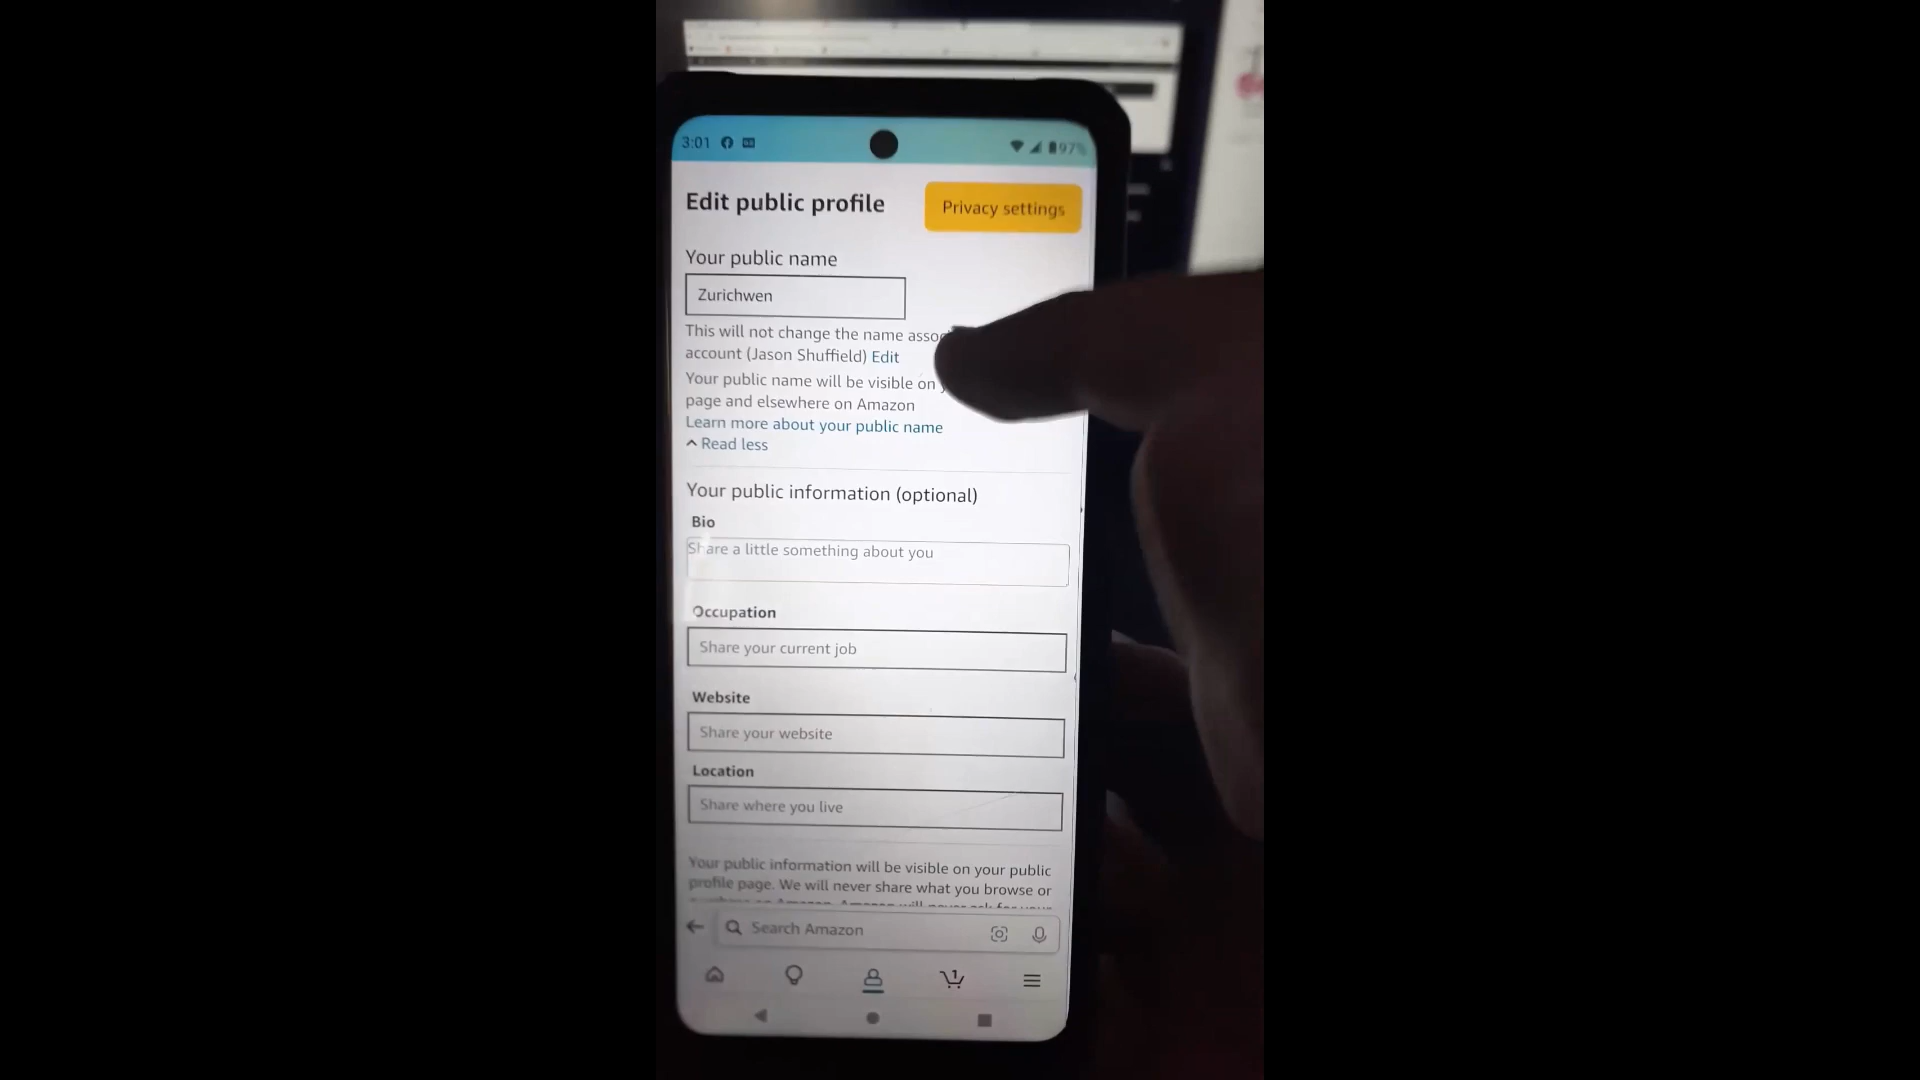 3:01 97%
Edit public profile
Privacy settings
Your public name
Zurichwen
This will not change the name
account (Jason Shuffield) Edit
Your public name will be visible on
page and elsewhere on Amazon
Learn more about your public name
Read less
Your public information (optional)
Bio
Share a little something about you
Occupation
Share your current job
Website
Share your website
Location
Share where you live
Your public information will be visible on your public
profile page. We will never share what you browse or
Search Amazon
1